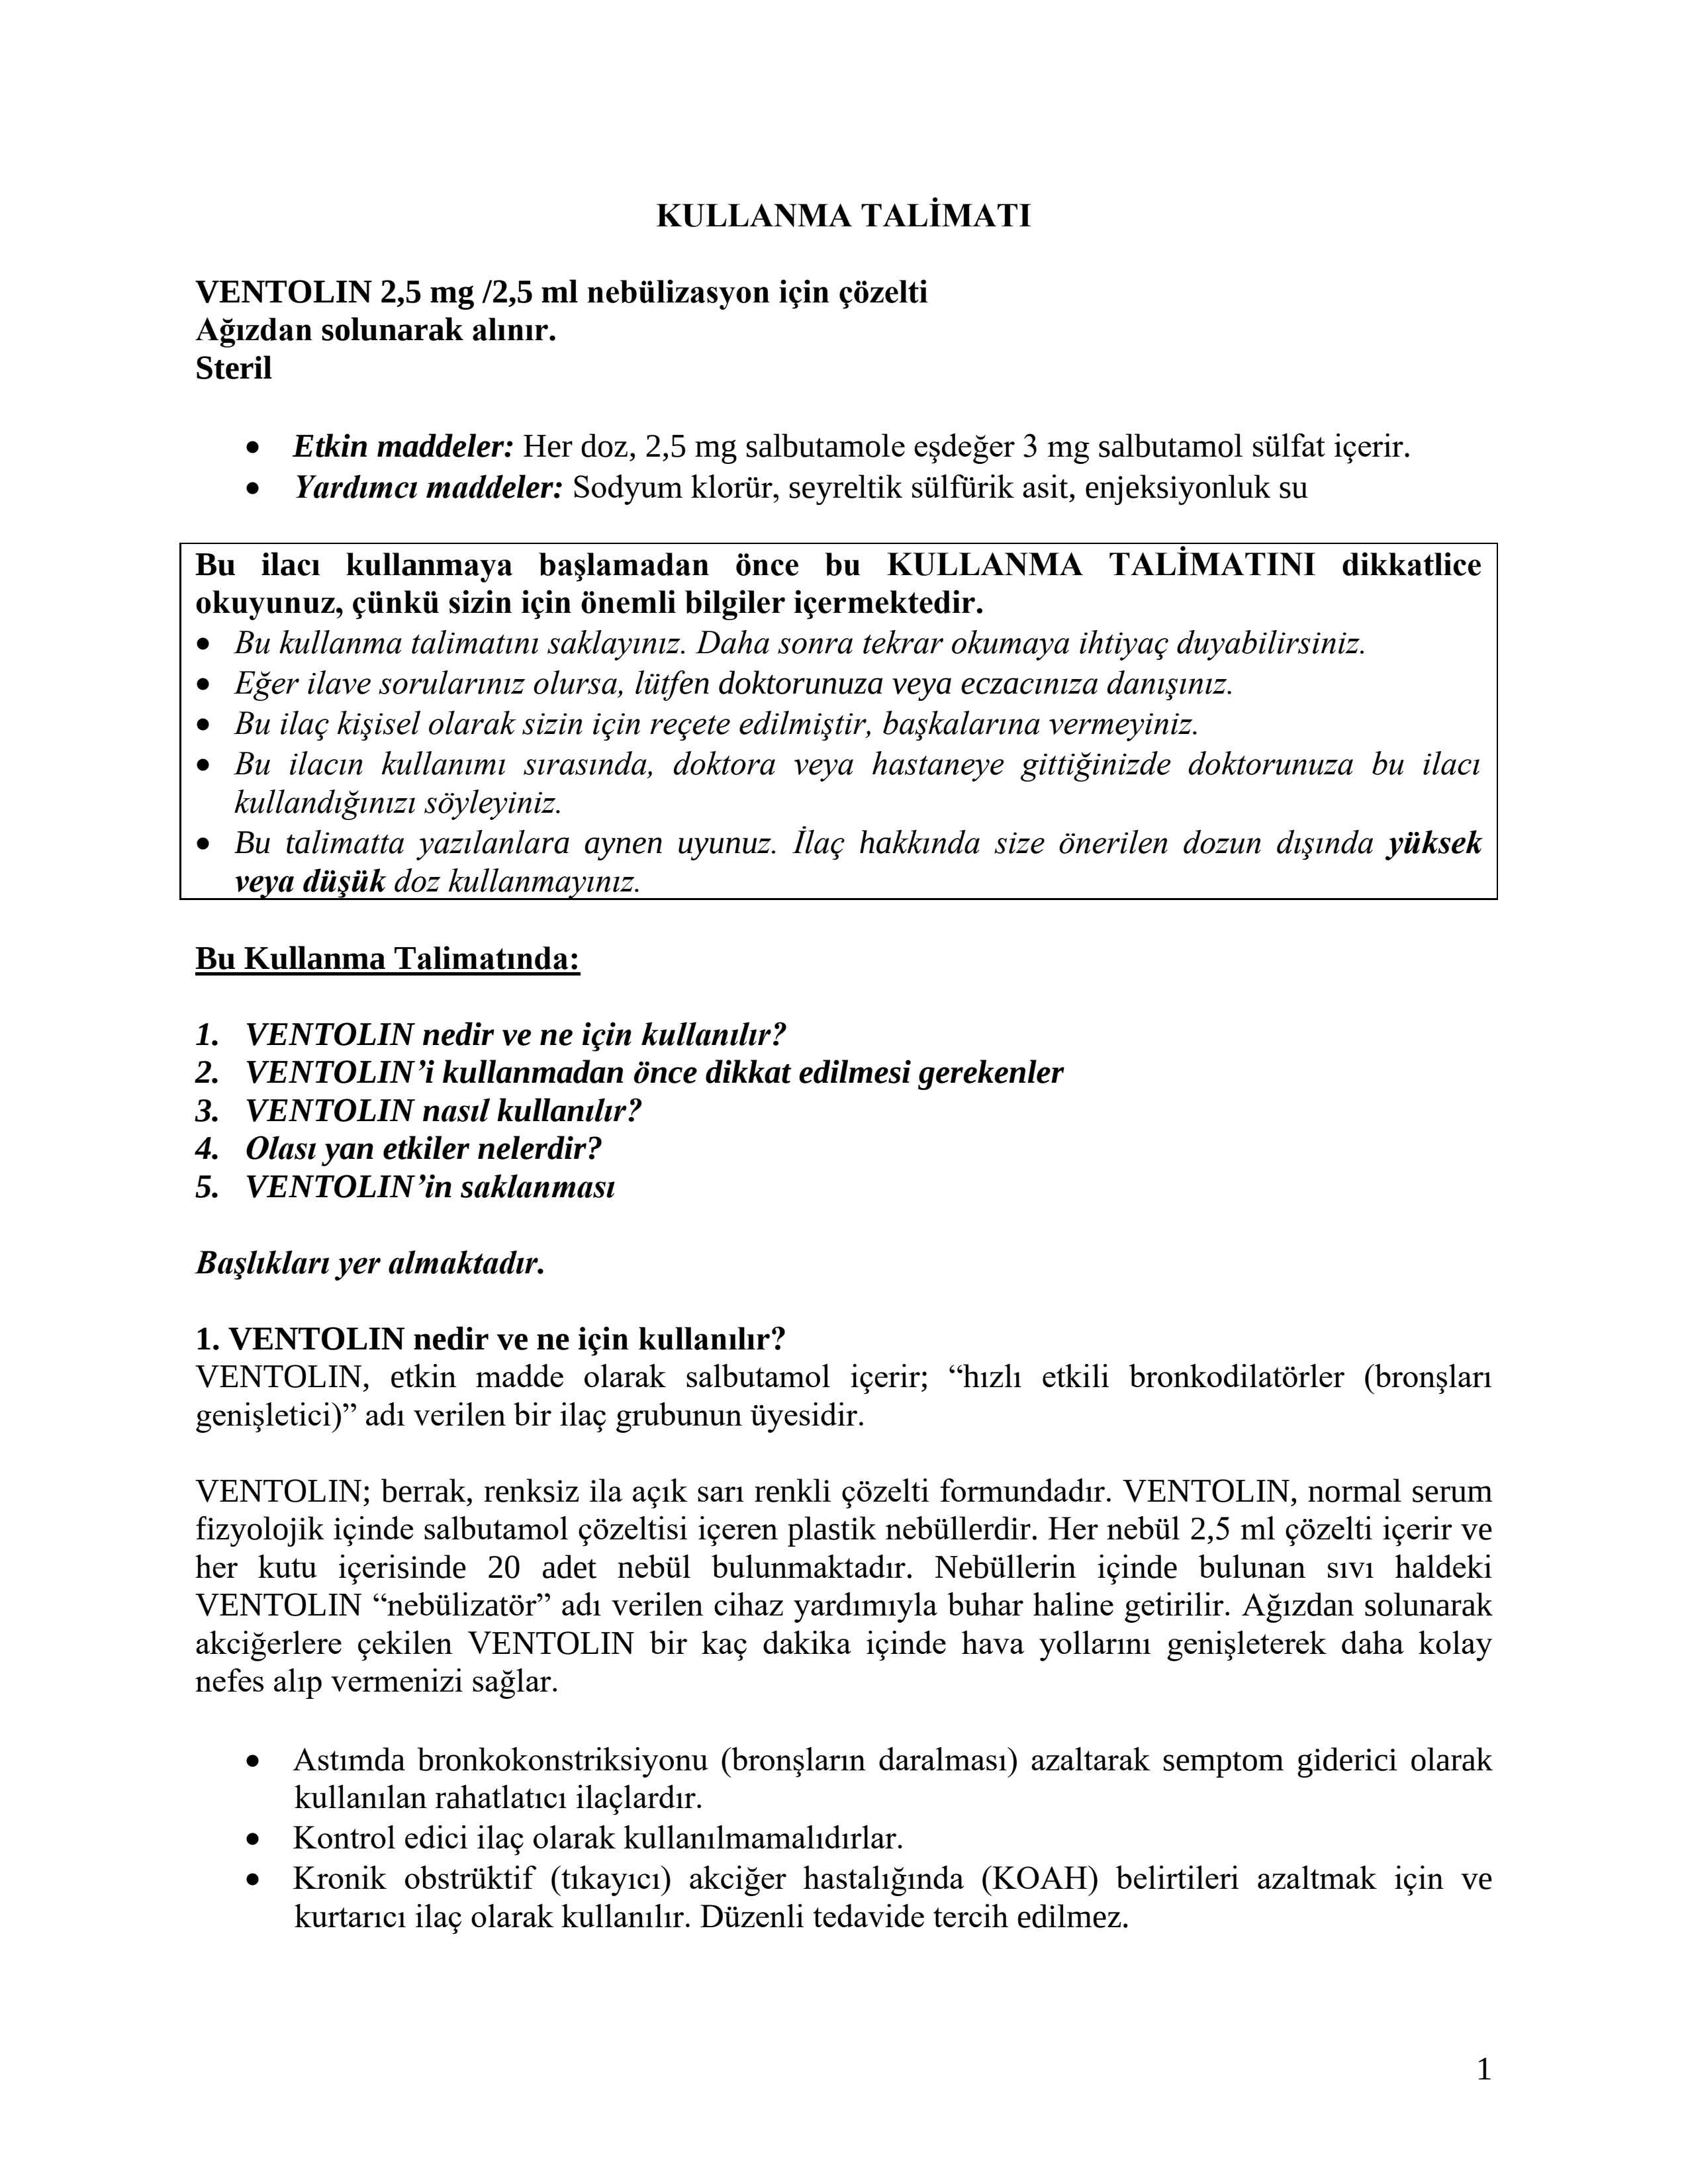 KULLANMA TALİMATI
VENTOLIN 2,5 mg /2,5 ml nebülizasyon için çözelti
Ağızdan solunarak alınır.
Steril
• Etkin maddeler: Her doz, 2,5 mg salbutamole eşdeğer 3 mg salbutamol sülfat içerir.
• Yardımcı maddeler: Sodyum klorür, seyreltik sülfürik asit, enjeksiyonluk su
Bu ilacı kullanmaya başlamadan önce bu KULLANMA TALİMATINI dikkatlice
okuyunuz, çünkü sizin için önemli bilgiler içermektedir.
• Bu kullanma talimatını saklayınız. Daha sonra tekrar okumaya ihtiyaç duyabilirsiniz.
• Eğer ilave sorularınız olursa, lütfen doktorunuza veya eczacınıza danışınız.
• Bu ilaç kişisel olarak sizin için reçete edilmiştir, başkalarına vermeyiniz.
• Bu ilacın kullanımı sırasında, doktora veya hastaneye gittiğinizde doktorunuza bu ilacı
kullandığınızı söyleyiniz.
• Bu talimatta yazılanlara aynen uyunuz. İlaç hakkında size önerilen dozun dışında yüksek
veya düşük doz kullanmayınız.
Bu Kullanma Talimatında:
1. VENTOLIN nedir ve ne için kullanılır?
2. VENTOLIN’i kullanmadan önce dikkat edilmesi gerekenler
3. VENTOLIN nasıl kullanılır?
4. Olası yan etkiler nelerdir?
5. VENTOLIN’in saklanması
Başlıkları yer almaktadır.
1. VENTOLIN nedir ve ne için kullanılır?
VENTOLIN, etkin madde olarak salbutamol içerir; “hızlı etkili bronkodilatörler (bronşları
genişletici)” adı verilen bir ilaç grubunun üyesidir.
VENTOLIN; berrak, renksiz ila açık sarı renkli çözelti formundadır. VENTOLIN, normal serum
fizyolojik içinde salbutamol çözeltisi içeren plastik nebüllerdir. Her nebül 2,5 ml çözelti içerir ve
her kutu içerisinde 20 adet nebül bulunmaktadır. Nebüllerin içinde bulunan sıvı haldeki
VENTOLIN “nebülizatör” adı verilen cihaz yardımıyla buhar haline getirilir. Ağızdan solunarak
akciğerlere çekilen VENTOLIN bir kaç dakika içinde hava yollarını genişleterek daha kolay
nefes alıp vermenizi sağlar.
• Astımda bronkokonstriksiyonu (bronşların daralması) azaltarak semptom giderici olarak
kullanılan rahatlatıcı ilaçlardır.
• Kontrol edici ilaç olarak kullanılmamalıdırlar.
• Kronik obstrüktif (tıkayıcı) akciğer hastalığında (KOAH) belirtileri azaltmak için ve
kurtarıcı ilaç olarak kullanılır. Düzenli tedavide tercih edilmez.
1